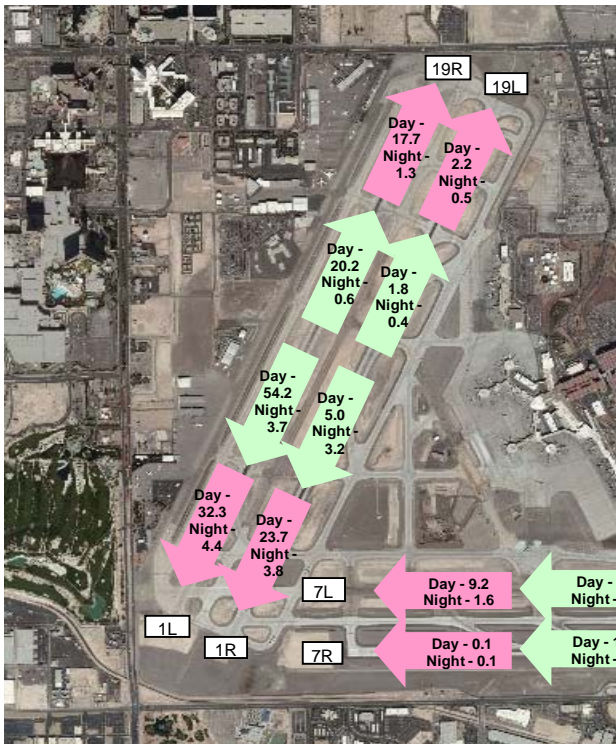 19R
19L
Day -
17.7
Night -
1.3
Day -
2.2
Night -
0.5
Day -
20.2
Night -
0.6
Day -
1.8
Night -
0.4
Day -
54.2
Night -
3.7
Day -
5.0
Night -
3.2
Day -
32.3
Night -
4.4
Day -
23.7
Night -
3.8
7L
Day - 9.2
Night - 1.6
Day -
Night -
1L
1R
7R
Day - 0.1
Night - 0.1
Day - 1
Night -